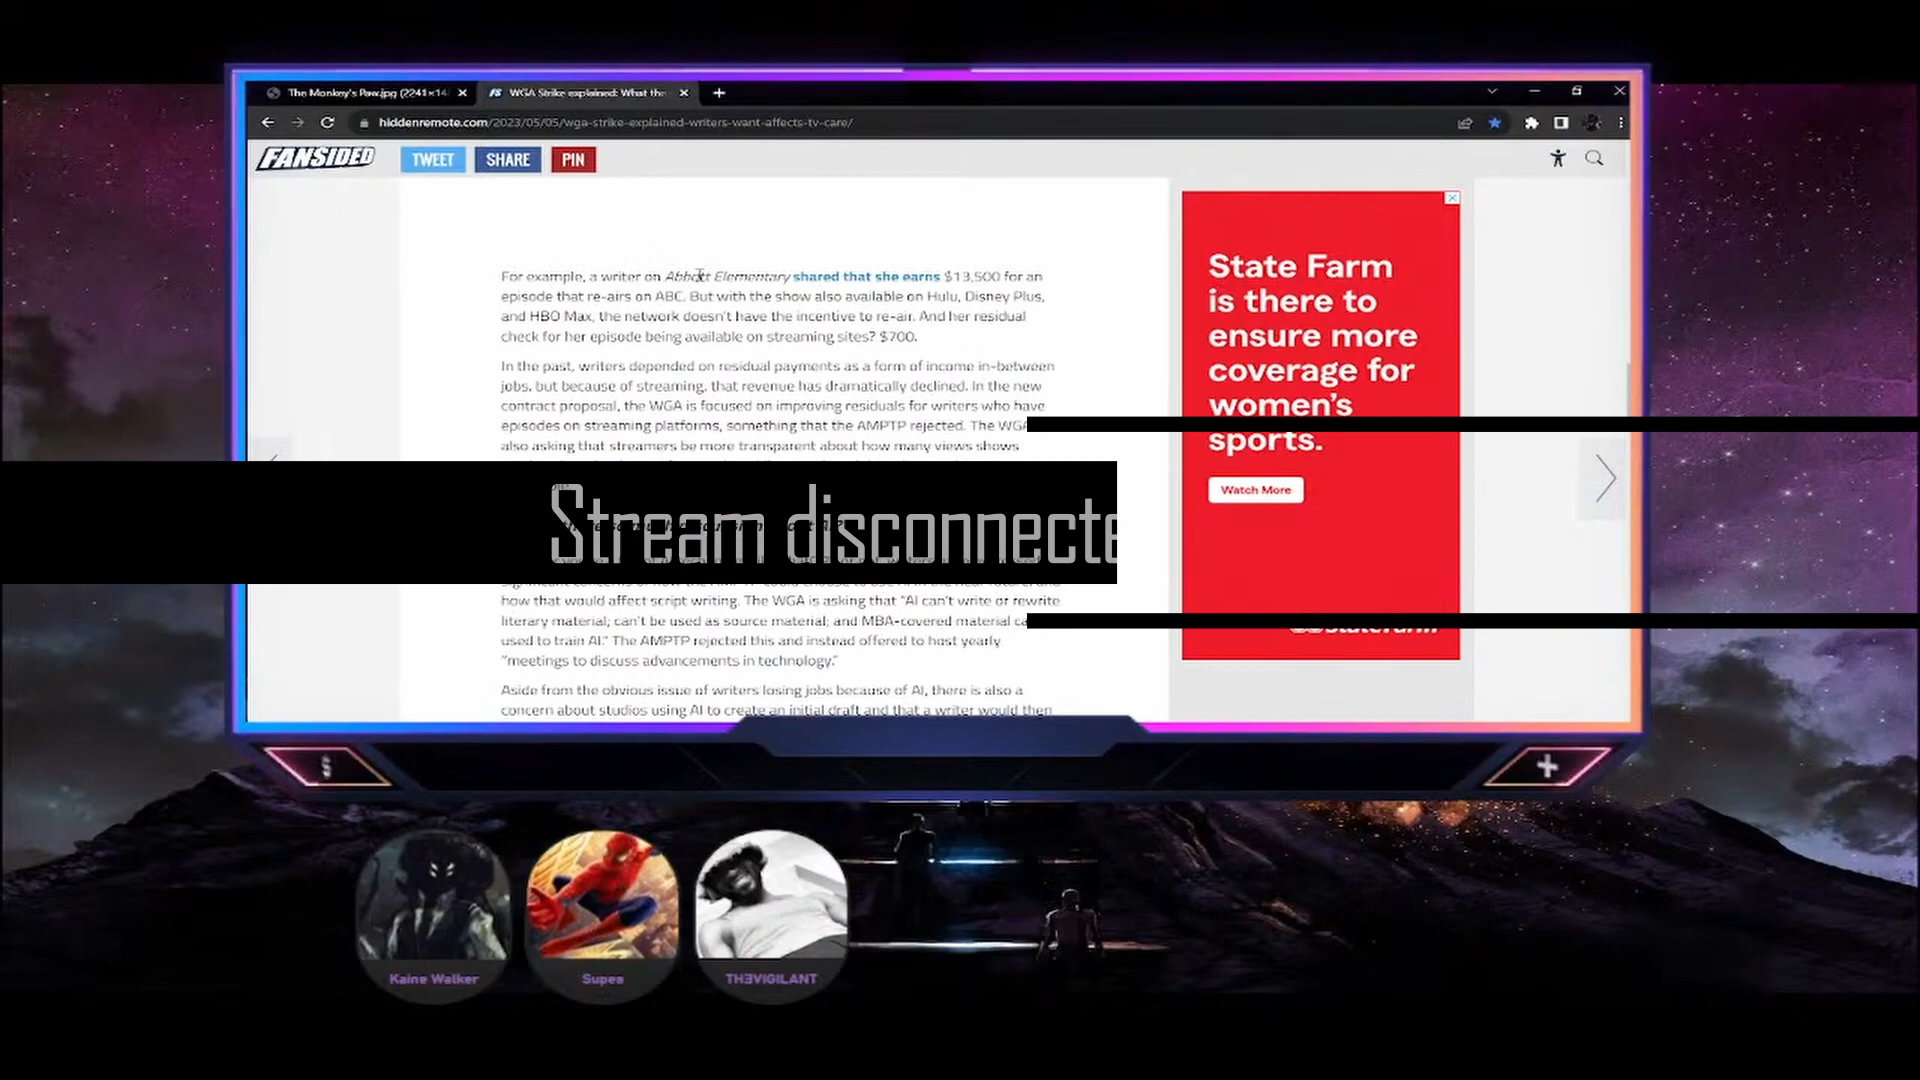 The Monkey's Paw.jpg (2241×14
WGA Strike explained: What the
hiddenremote.com/2023/05/05/wga-strike-explained-writers-want-affects-tv-care/
FANSIDED
TWEET
SHARE
PIN
For example, a writer on Abbott Elementary shared that she earns $13,500 for an
episode that re-airs on ABC. But with the show also available on Hulu, Disney Plus,
and HBO Max, the network doesn't have the incentive to re-air. And her residual
check for her episode being available on streaming sites? $700.
In the past, writers depended on residual payments as a form of income in-between
jobs, but because of streaming, that revenue has dramatically declined. In the new
contract proposal, the WGA is focused on improving residuals for writers who have
episodes on streaming platforms, something that the AMPTP rejected. The WGA
also asking that streamers be more transparent about how many views shows
Stream disconnecte
how that would affect script writing. The WGA is asking that "AI can't write or rewrite
literary material; can't be used as source material; and MBA-covered material ca
used to train AI." The AMPTP rejected this and instead offered to host yearly
"meetings to discuss advancements in technology."
Aside from the obvious issue of writers losing jobs because of AI, there is also a
concern about studios using AI to create an initial draft and that a writer would then
State Farm
is there to
ensure more
coverage for
women's
sports.
Watch More
StateFarm
Kaine Walker
Supes
THƎVIGILANT